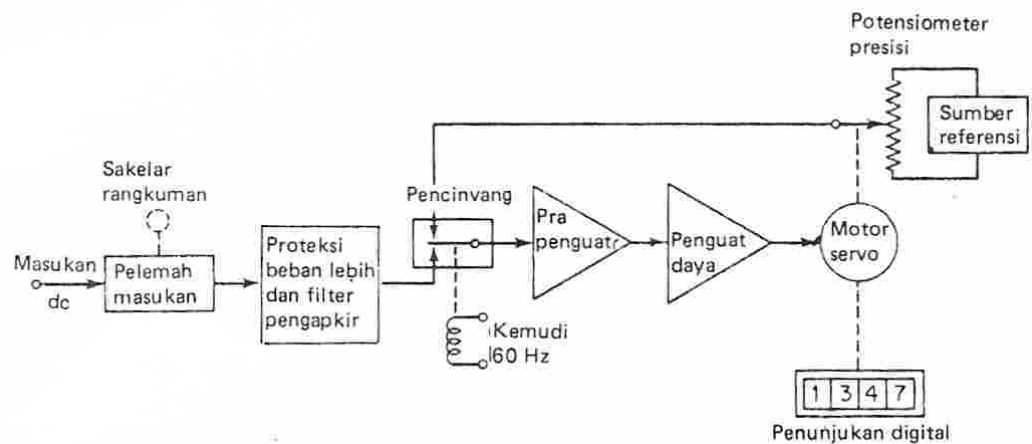 Potensiometer
presisi
Sumber
referensi
Sakelar
rangkuman
Pencinvang
Masukan
dc
Pelemah
masukan
Proteksi
beban lebih
dan filter
pengapkir
Pra
penguat
Penguat
daya
Motor
servo
Kemudi
60 Hz
1 3 4 7
Penunjukan digital